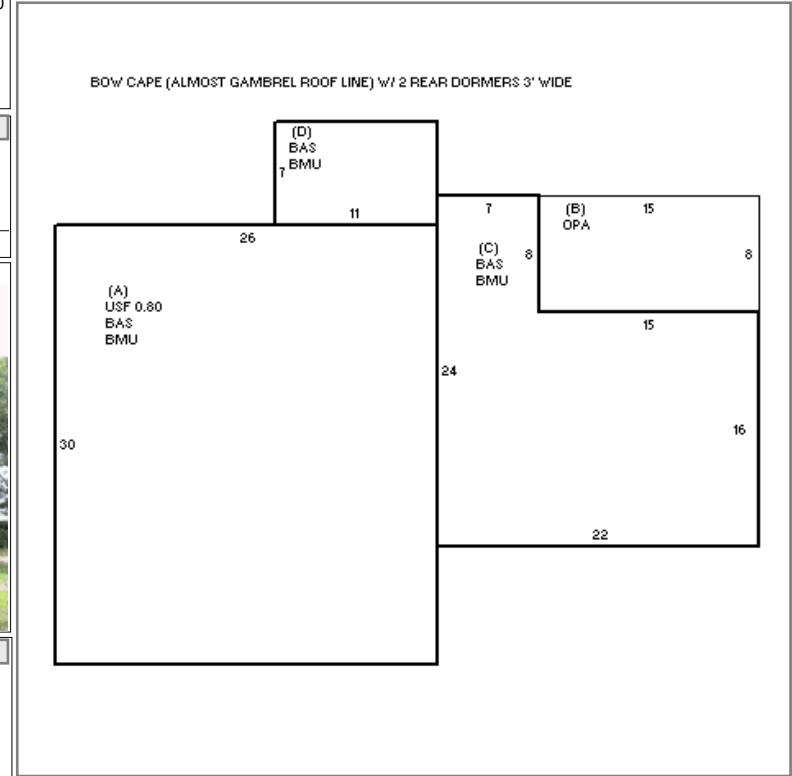 BOW CAPE (ALMOST GAMBREL ROOF LINE) W/ 2 REAR DORMERS 3' WIDE
(D)
BAS
BMU
7
11
26
(A)
USF 0.80
BAS
BMU
30
7
(C)
BAS
BMU
8
(B)
OPA
15
8
15
24
16
22